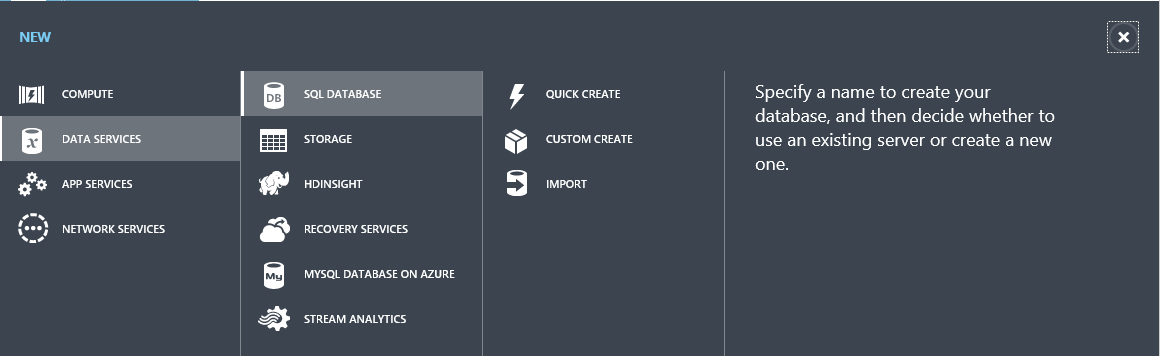 NEW
COMPUTE
DATA SERVICES
APP SERVICES
NETWORK SERVICES
DB
SQL DATABASE
STORAGE
HDINSIGHT
RECOVERY SERVICES
My
MYSQL DATABASE ON AZURE
STREAM ANALYTICS
QUICK CREATE
CUSTOM CREATE
IMPORT
Specify a name to create your
database, and then decide whether to
use an existing server or create a new
one.